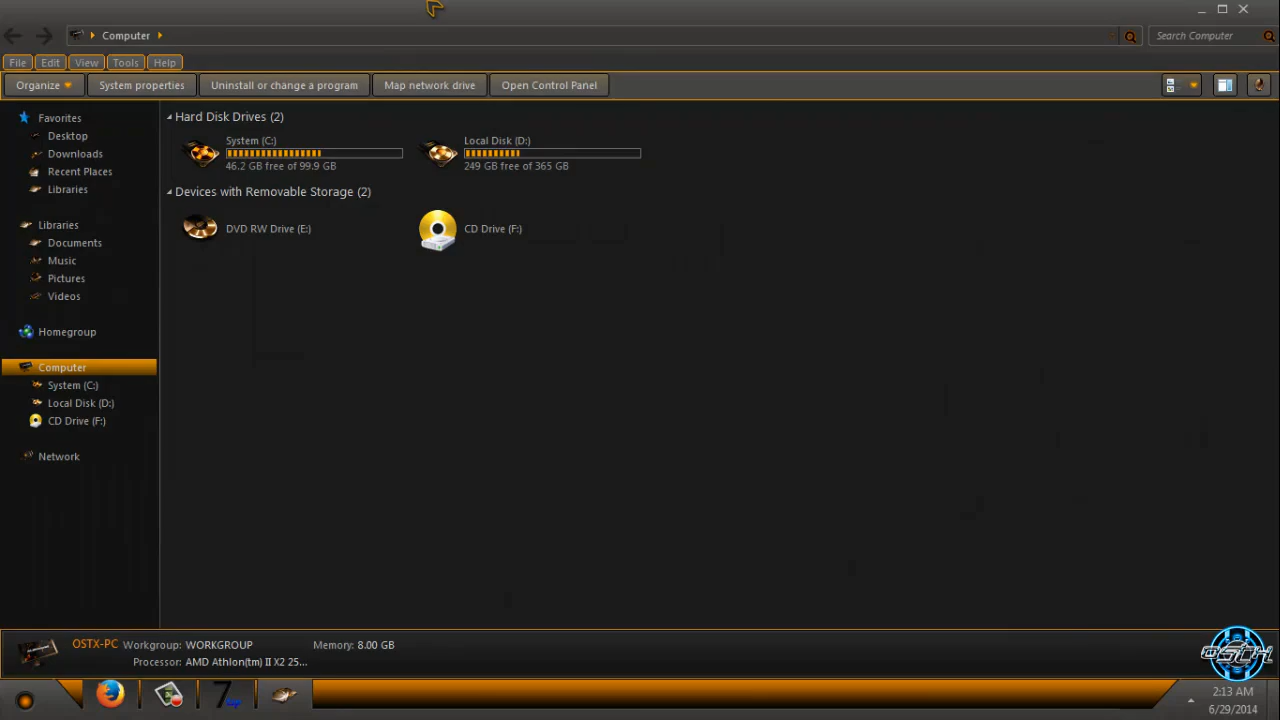 Computer
Search Computer
File Edit View Tools Help
Organize System properties Uninstall or change a program Map network drive Open Control Panel
Favorites
Desktop
Downloads
Recent Places
Libraries
Libraries
Documents
Music
Pictures
Videos
Homegroup
Computer
System (C:)
Local Disk (D:)
CD Drive (F:)
Network
Hard Disk Drives (2)
System (C:)
46.2 GB free of 99.9 GB
Local Disk (D:)
249 GB free of 365 GB
Devices with Removable Storage (2)
DVD RW Drive (E:)
CD Drive (F:)
OSTX-PC Workgroup: WORKGROUP Memory: 8.00 GB
Processor: AMD Athlon(tm) II X2 25...
7
2:13 AM
6/29/2014